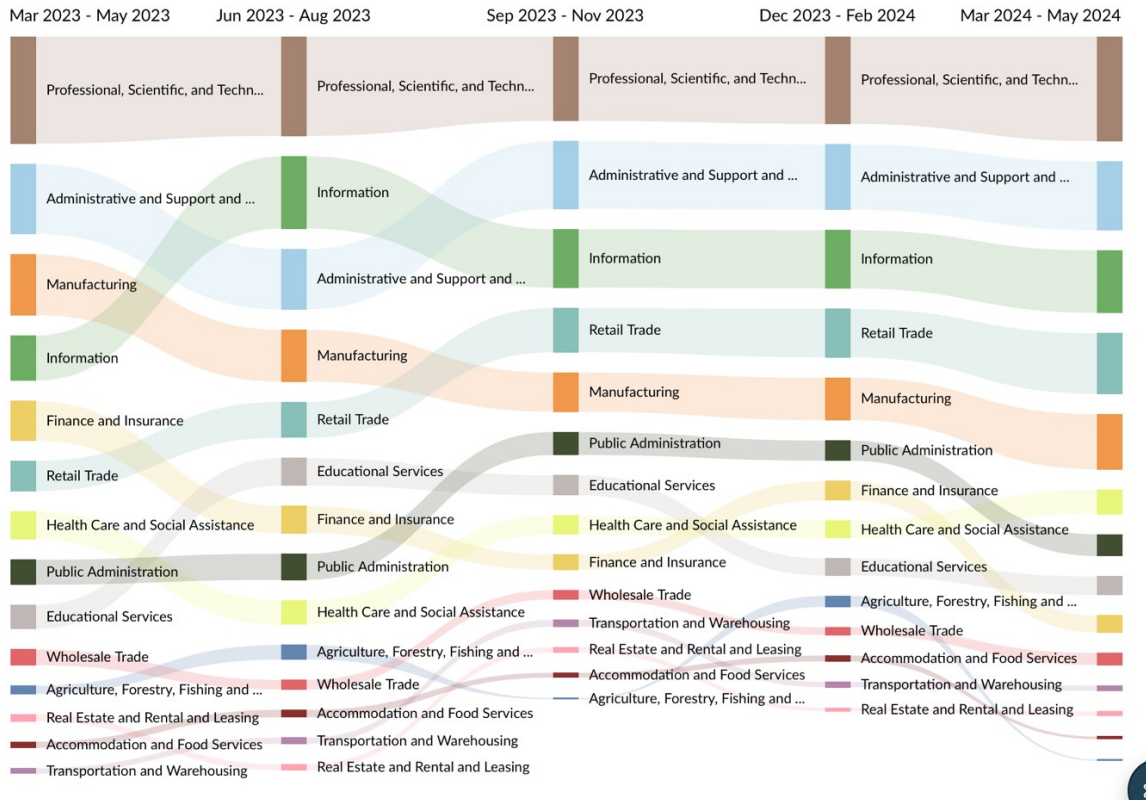 Mar 2023 - May 2023
Jun 2023 - Aug 2023
Sep 2023 - Nov 2023
Dec 2023 - Feb 2024
Mar 2024 - May 2024
Professional, Scientific, and Techn...
Administrative and Support and ...
Manufacturing
Information
Finance and Insurance
Retail Trade
Health Care and Social Assistance
Public Administration
Educational Services
Wholesale Trade
Agriculture, Forestry, Fishing and ...
Real Estate and Rental and Leasing
Accommodation and Food Services
Transportation and Warehousing
Professional, Scientific, and Techn...
Information
Administrative and Support and ...
Manufacturing
Retail Trade
Educational Services
Finance and Insurance
Public Administration
Health Care and Social Assistance
Agriculture, Forestry, Fishing and ...
Wholesale Trade
Accommodation and Food Services
Transportation and Warehousing
Real Estate and Rental and Leasing
Professional, Scientific, and Techn...
Administrative and Support and ...
Information
Retail Trade
Manufacturing
Public Administration
Educational Services
Health Care and Social Assistance
Finance and Insurance
Wholesale Trade
Transportation and Warehousing
Real Estate and Rental and Leasing
Accommodation and Food Services
Agriculture, Forestry, Fishing and ...
Professional, Scientific, and Techn...
Administrative and Support and ...
Information
Retail Trade
Manufacturing
Public Administration
Finance and Insurance
Health Care and Social Assistance
Educational Services
Agriculture, Forestry, Fishing and ...
Wholesale Trade
Accommodation and Food Services
Transportation and Warehousing
Real Estate and Rental and Leasing